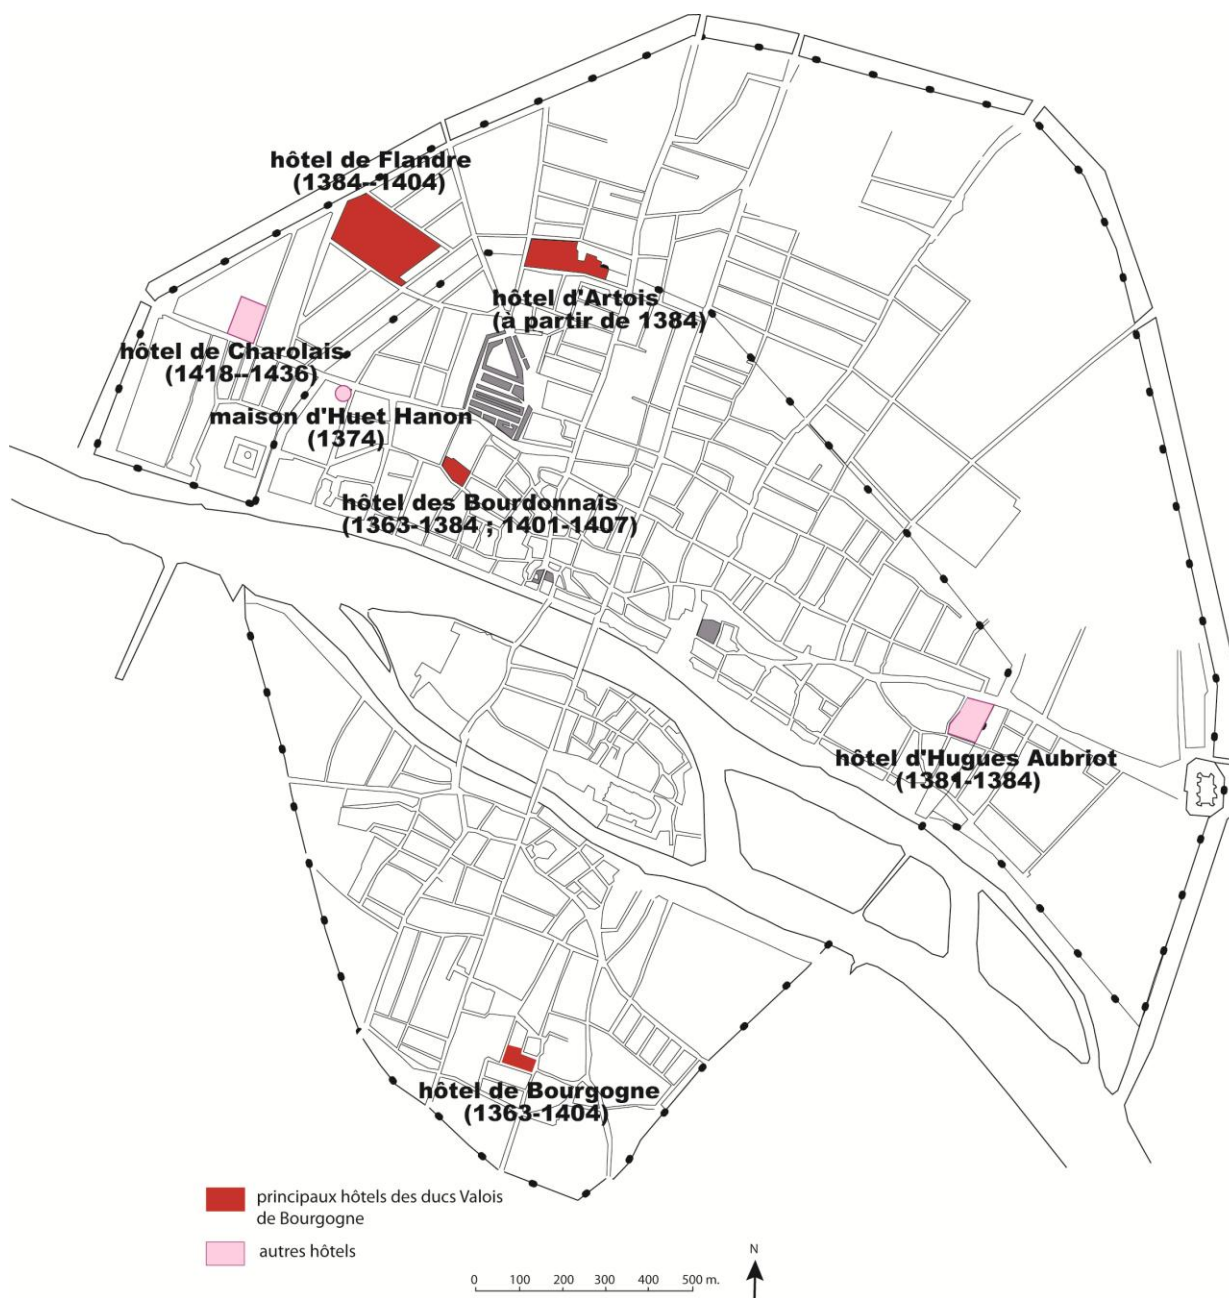 hôtel de Flandre
(1384--1404)
hôtel d'Artois
(à partir de 1384)
hôtel de Charolais
(1418--1436)
maison d'Huet Hanon
(1374)
hôtel des Bourdonnais
(1363-1384 ; 1401-1407)
hôtel d'Hugues Aubriot
(1381-1384)
hôtel de Bourgogne
(1363-1404)
principaux hôtels des ducs Valois
de Bourgogne
autres hôtels
N
0 100 200 300 400 500 m.